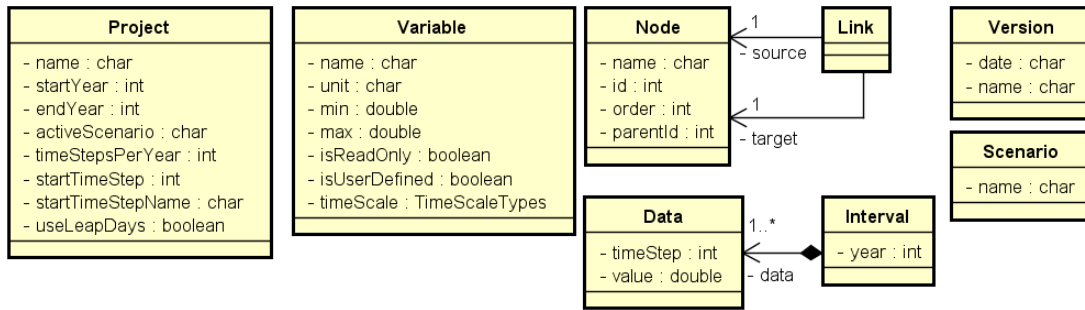 Project
- name : char
- startYear : int
- endYear : int
- activeScenario : char
- timeStepsPerYear : int
- startTimeStep : int
- startTimeStepName : char
- useLeapDays : boolean
Variable
- name : char
- unit : char
- min : double
- max : double
- isReadOnly : boolean
- isUserDefined : boolean
- timeScale : TimeScaleTypes
Node
- name : char
- id : int
- order : int
- parentId : int
1
- source
1
- target
Link
Version
- date : char
- name : char
Scenario
- name : char
Data
- timeStep : int
- value : double
1..*
- data
Interval
- year : int